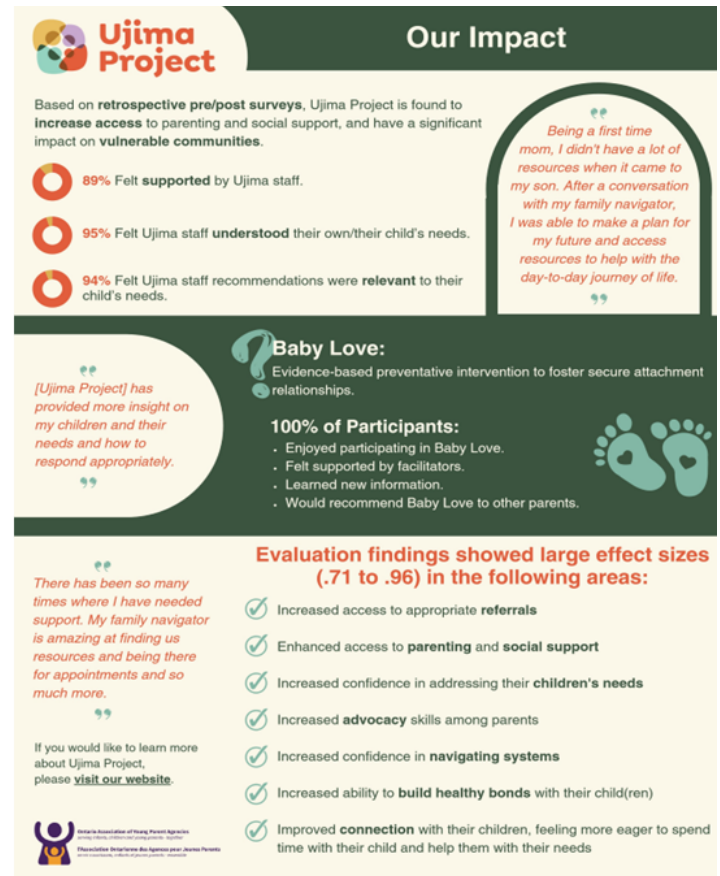 Ujima
Project
Our Impact
Based on retrospective pre/post surveys, Ujima Project is found to
increase access to parenting and social support, and have a significant
impact on vulnerable communities.
89% Felt supported by Ujima staff.
95% Felt Ujima staff understood their own/their child's needs.
94% Felt Ujima staff recommendations were relevant to their
child's needs.
"
Being a first time
mom, I didn't have a lot of
resources when it came to
my son. After a conversation
with my family navigator,
I was able to make a plan for
my future and access
resources to help with the
day-to-day journey of life.
"
"
[Ujima Project] has
provided more insight on
my children and their
needs and how to
respond appropriately.
"
?
Baby Love:
Evidence-based preventative intervention to foster secure attachment
relationships.
100% of Participants:
• Enjoyed participating in Baby Love.
• Felt supported by facilitators.
• Learned new information.
• Would recommend Baby Love to other parents.
"
There has been so many
times where I have needed
support. My family navigator
is amazing at finding us
resources and being there
for appointments and so
much more.
"
If you would like to learn more
about Ujima Project,
please visit our website.
Ontario Association of Young Parent Agencies
l'Association Ontarienne des Agences pour Jeunes Parents
Evaluation findings showed large effect sizes
(.71 to .96) in the following areas:
Increased access to appropriate referrals
Enhanced access to parenting and social support
Increased confidence in addressing their children's needs
Increased advocacy skills among parents
Increased confidence in navigating systems
Increased ability to build healthy bonds with their child(ren)
Improved connection with their children, feeling more eager to spend
time with their child and help them with their needs